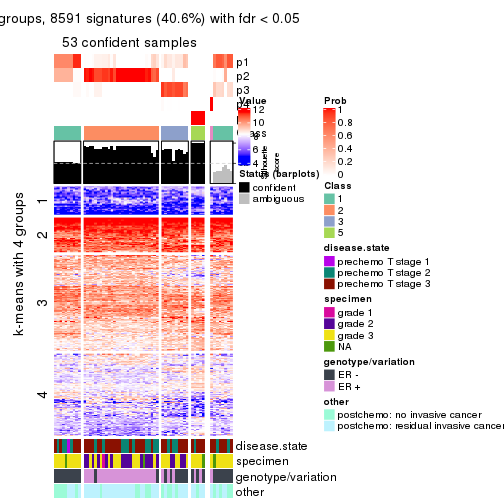 groups, 8591 signatures (40.6%) with fdr < 0.05
53 confident samples
p1
p2
p3
Value
12
10
8
6
4
Prob
1
0.8
0.6
0.4
0.2
0
Silhouette
score
Status (barplots)
confident
ambiguous
Class
1
2
3
5
disease.state
prechemo T stage 1
prechemo T stage 2
prechemo T stage 3
specimen
grade 1
grade 2
grade 3
NA
genotype/variation
ER -
ER +
other
postchemo: no invasive cancer
postchemo: residual invasive cancer
k-means with 4 groups
1
2
3
4
disease.state
specimen
genotype/variation
other